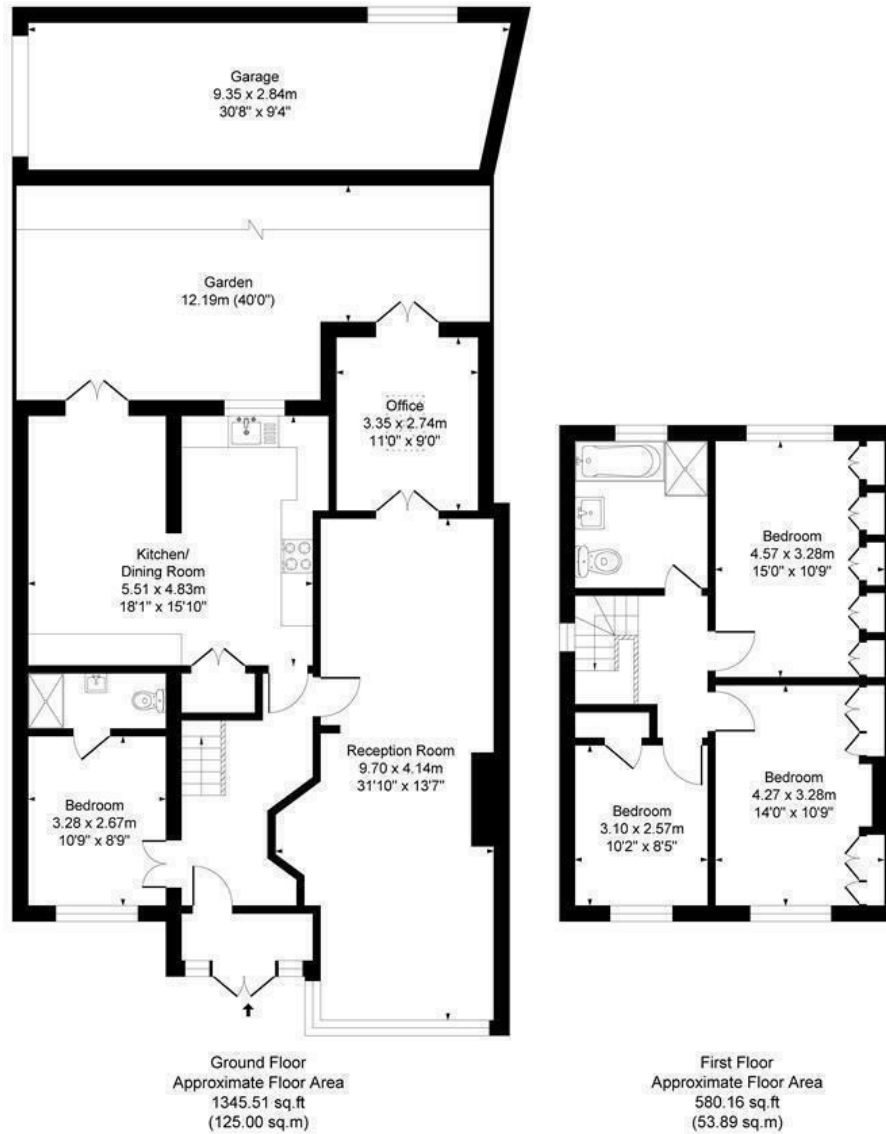 Garage
9.35 x 2.84m
30'8" x 9'4"
Garden
12.19m (40'0")
Office
3.35 x 2.74m
11'0" x 9'0"
Kitchen/
Dining Room
5.51 x 4.83m
18'1" x 15'10"
Reception Room
9.70 x 4.14m
31'10" x 13'7"
Bedroom
3.28 x 2.67m
10'9" x 8'9"
Ground Floor
Approximate Floor Area
1345.51 sq.ft
(125.00 sq.m)
Bedroom
4.57 x 3.28m
15'0" x 10'9"
Bedroom
4.27 x 3.28m
14'0" x 10'9"
Bedroom
3.10 x 2.57m
10'2" x 8'5"
First Floor
Approximate Floor Area
580.16 sq.ft
(53.89 sq.m)